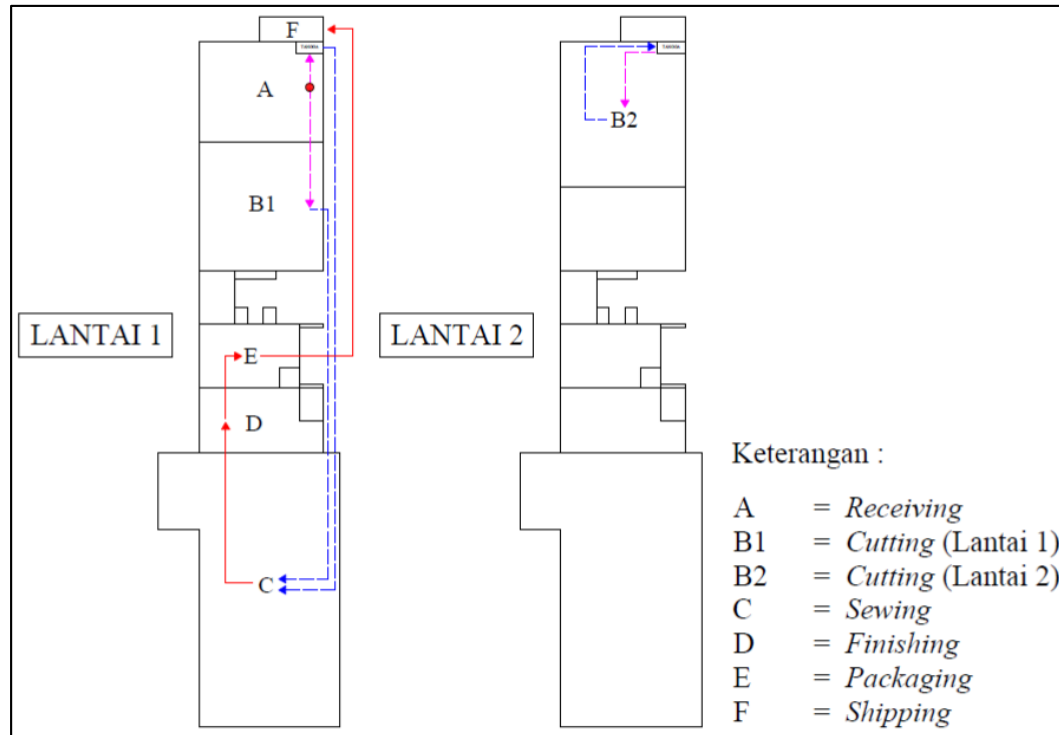 F
A
B1
LANTAI 1
E
D
C
B2
LANTAI 2
Keterangan :
A = Receiving
B1 = Cutting (Lantai 1)
B2 = Cutting (Lantai 2)
C = Sewing
D = Finishing
E = Packaging
F = Shipping